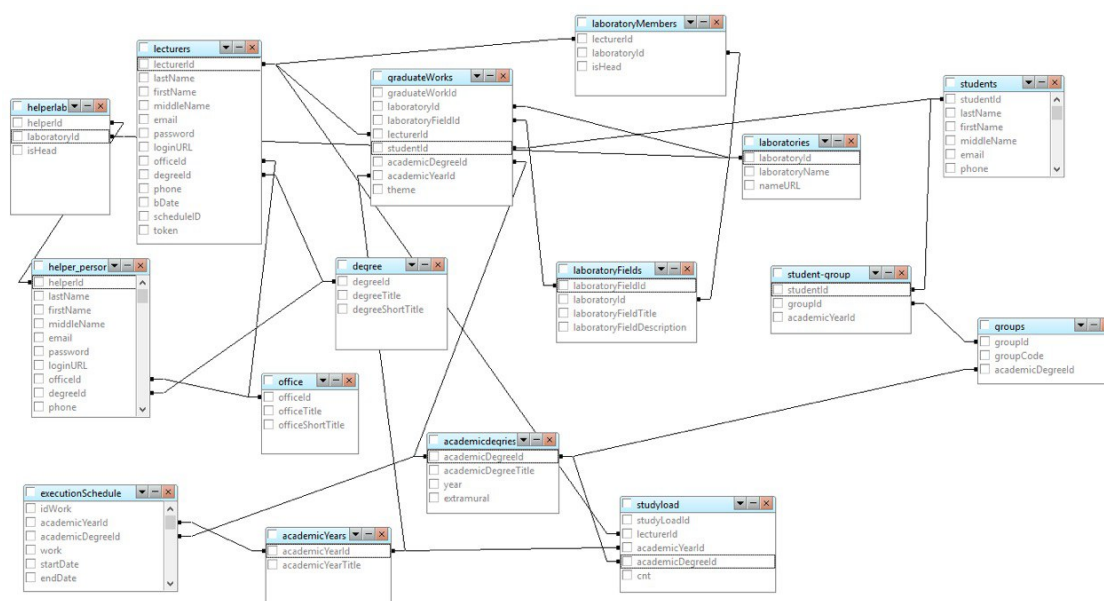 laboratoryMembers
lecturerId
laboratoryId
isHead
lecturers
lecturerId
lastName
firstName
middleName
email
password
loginURL
officeId
degreeId
phone
bDate
scheduleID
token
graduateWorks
graduateWorkId
laboratoryId
laboratoryFieldId
lecturerId
studentId
academicDegreeId
academicYearId
theme
students
studentId
lastName
firstName
middleName
email
phone
helperlab
helperId
laboratoryId
isHead
laboratories
laboratoryId
laboratoryName
nameURL
helper_person
helperId
lastName
firstName
middleName
email
password
loginURL
officeId
degreeId
phone
degree
degreeId
degreeTitle
degreeShortTitle
laboratoryFields
laboratoryFieldId
laboratoryId
laboratoryFieldTitle
laboratoryFieldDescription
student-group
studentId
groupId
academicYearId
groups
groupId
groupCode
academicDegreeId
office
officeId
officeTitle
officeShortTitle
academicdegries
academicDegreeId
academicDegreeTitle
year
extramural
executionSchedule
idWork
academicYearId
academicDegreeId
work
startDate
endDate
academicYears
academicYearId
academicYearTitle
studyload
studyLoadId
lecturerId
academicYearId
academicDegreeId
cnt